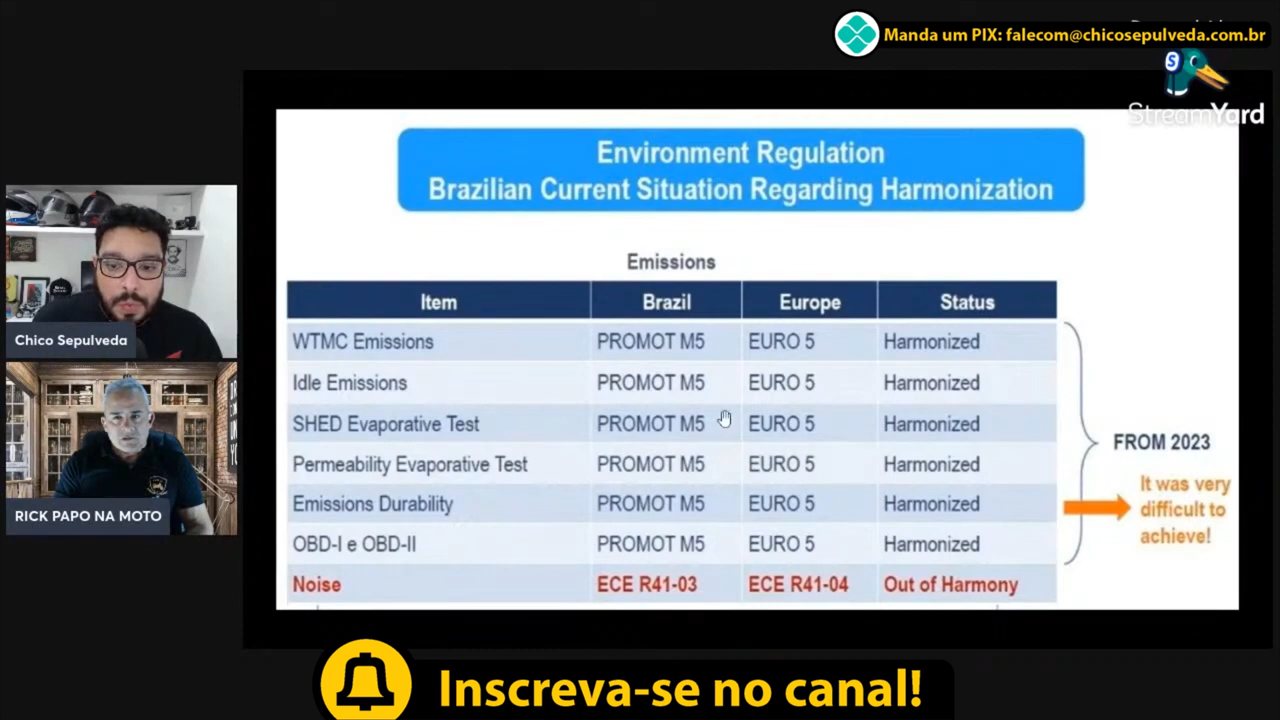 Manda um PIX: falecom@chicosepulveda.com.br
StreamYard
Environment Regulation
Brazilian Current Situation Regarding Harmonization
Emissions
Item Brazil Europe Status
WTMC Emissions PROMOT M5 EURO 5 Harmonized
Idle Emissions PROMOT M5 EURO 5 Harmonized
SHED Evaporative Test PROMOT M5 EURO 5 Harmonized
Permeability Evaporative Test PROMOT M5 EURO 5 Harmonized
Emissions Durability PROMOT M5 EURO 5 Harmonized
OBD-I e OBD-II PROMOT M5 EURO 5 Harmonized
Noise ECE R41-03 ECE R41-04 Out of Harmony
FROM 2023
It was very
difficult to
achieve!
Chico Sepulveda
RICK PAPO NA MOTO
Inscreva-se no canal!